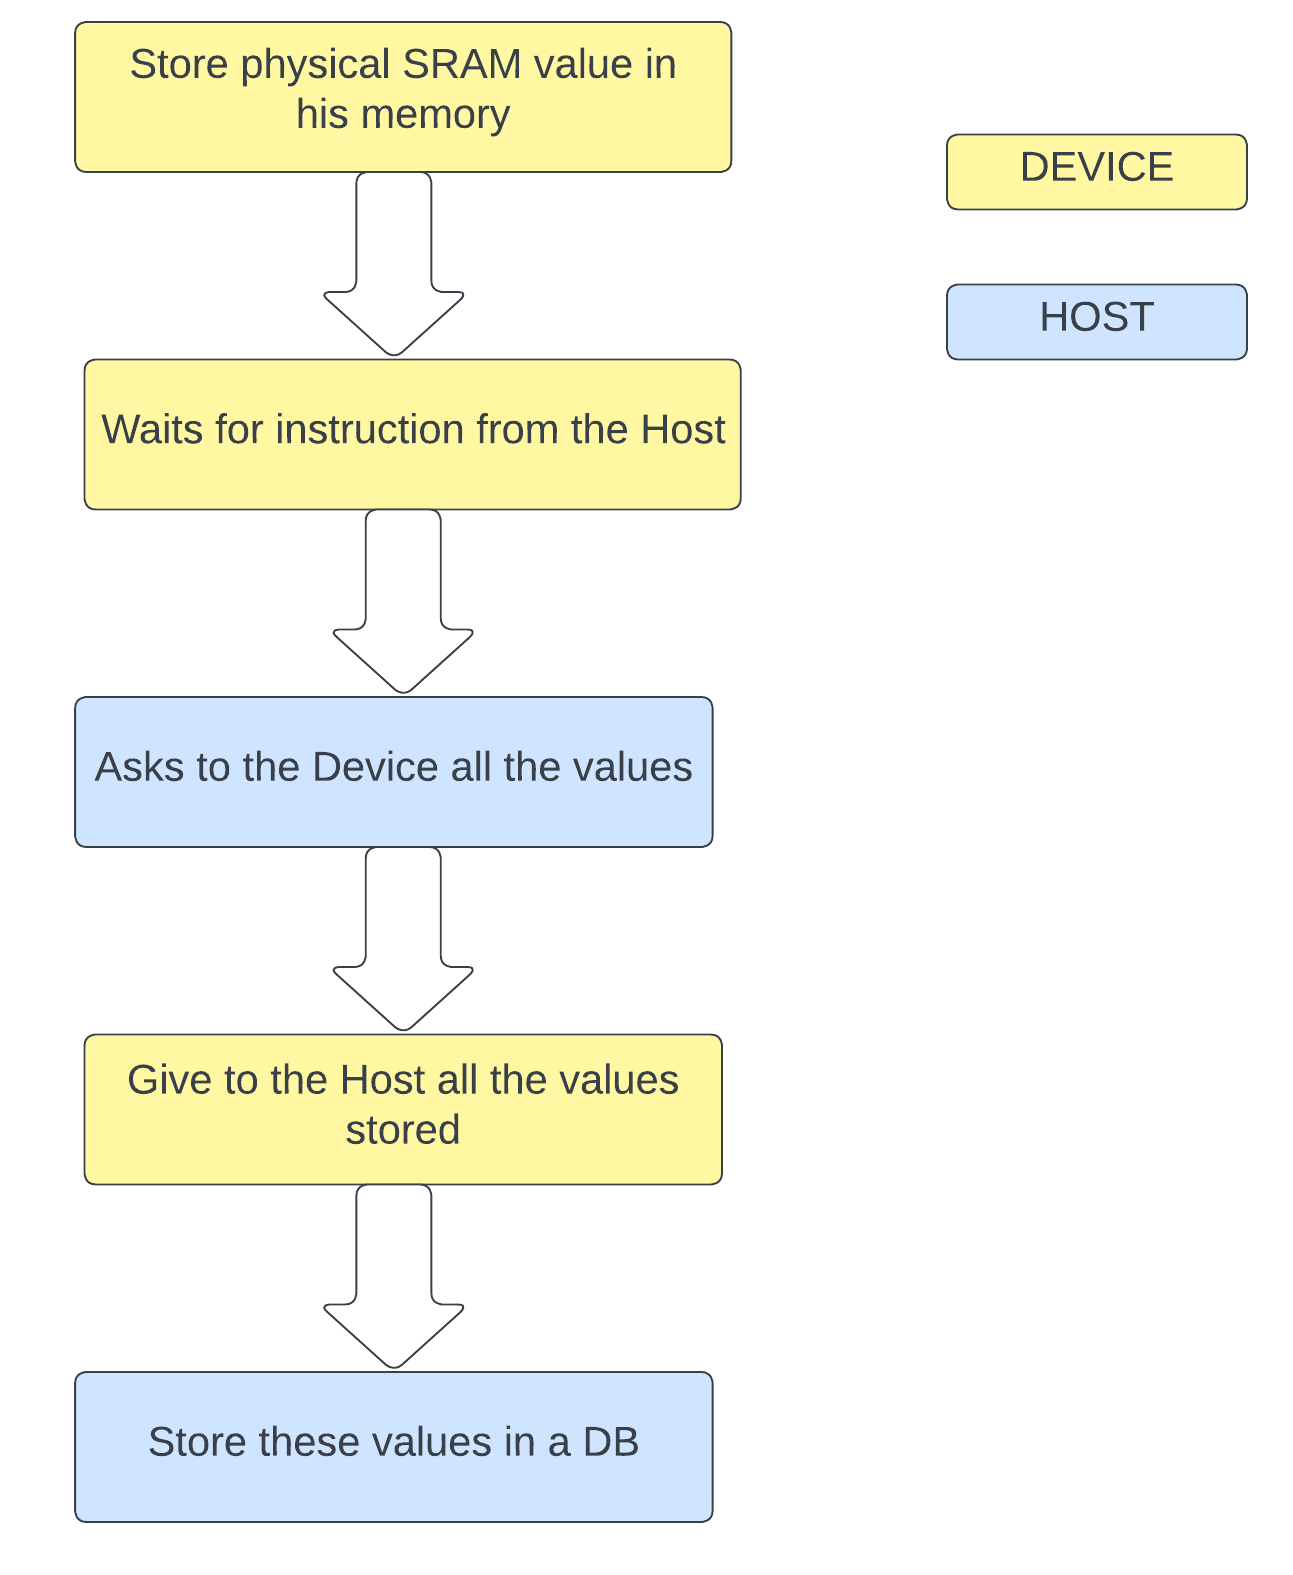 Store physical SRAM value in
his memory
DEVICE
HOST
Waits for instruction from the Host
Asks to the Device all the values
Give to the Host all the values
stored
Store these values in a DB